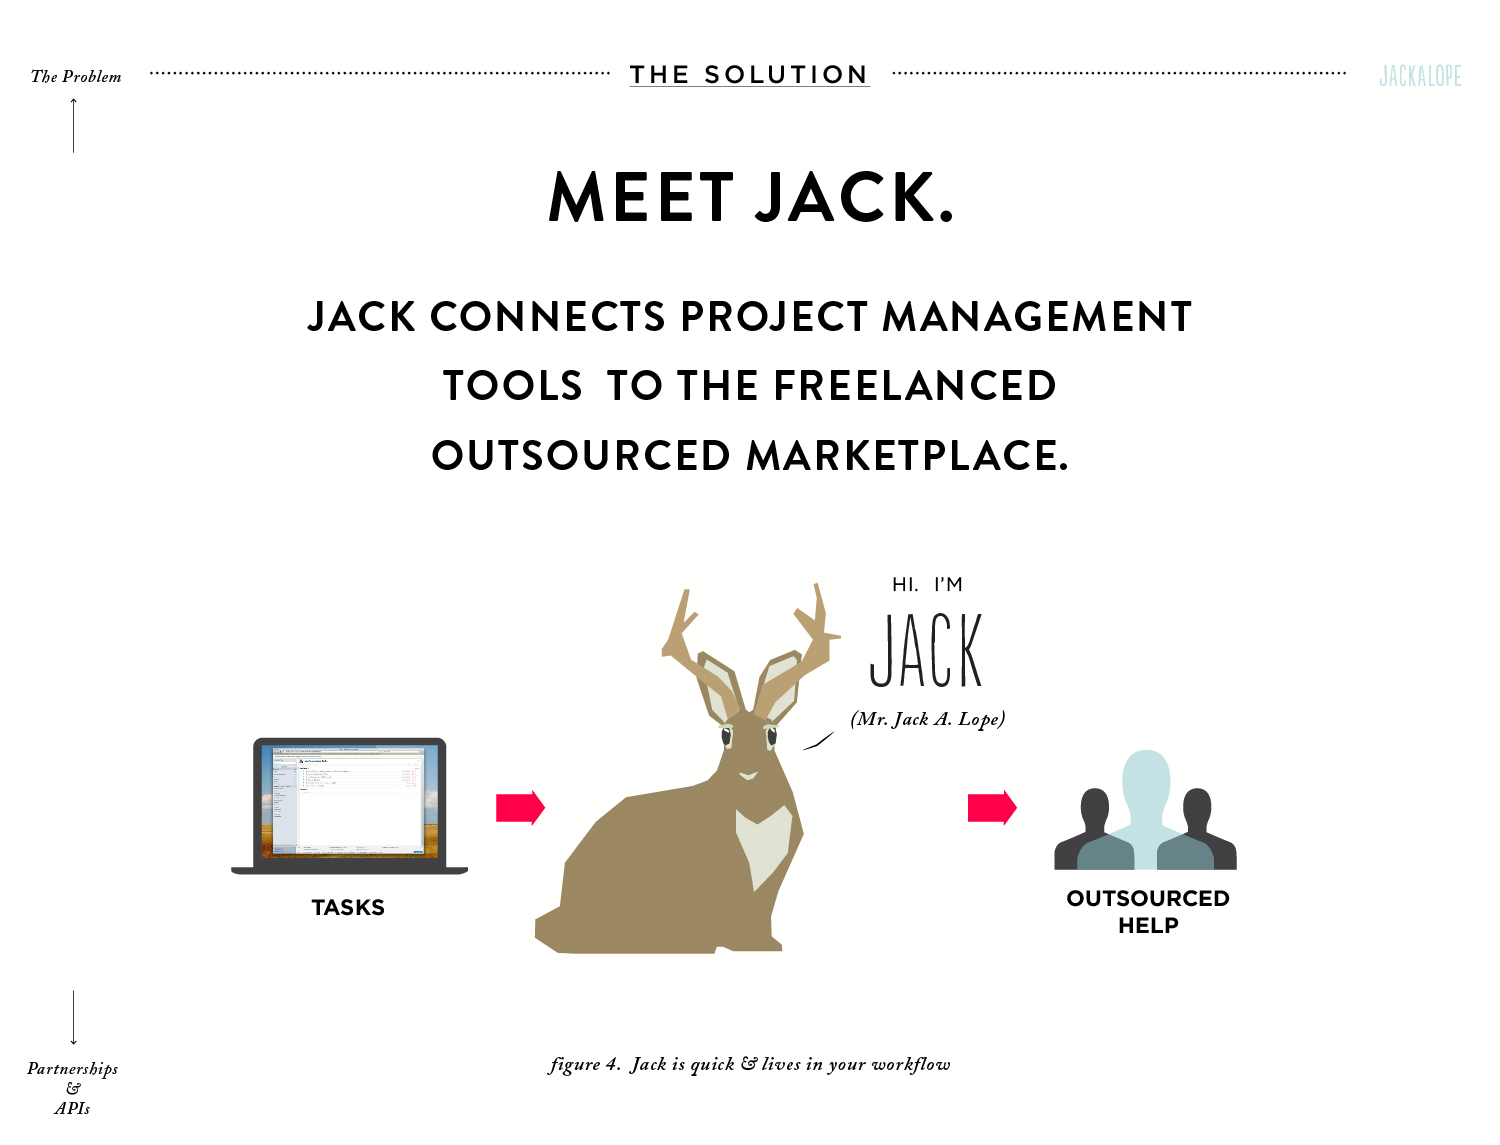 The Problem
THE SOLUTION
JACKALOPE
MEET JACK.
JACK CONNECTS PROJECT MANAGEMENT
TOOLS TO THE FREELANCED
OUTSOURCED MARKETPLACE.
HI. I'M
JACK
(Mr. Jack A. Lope)
TASKS
OUTSOURCED
HELP
Partnerships
&
APIs
figure 4. Jack is quick & lives in your workflow